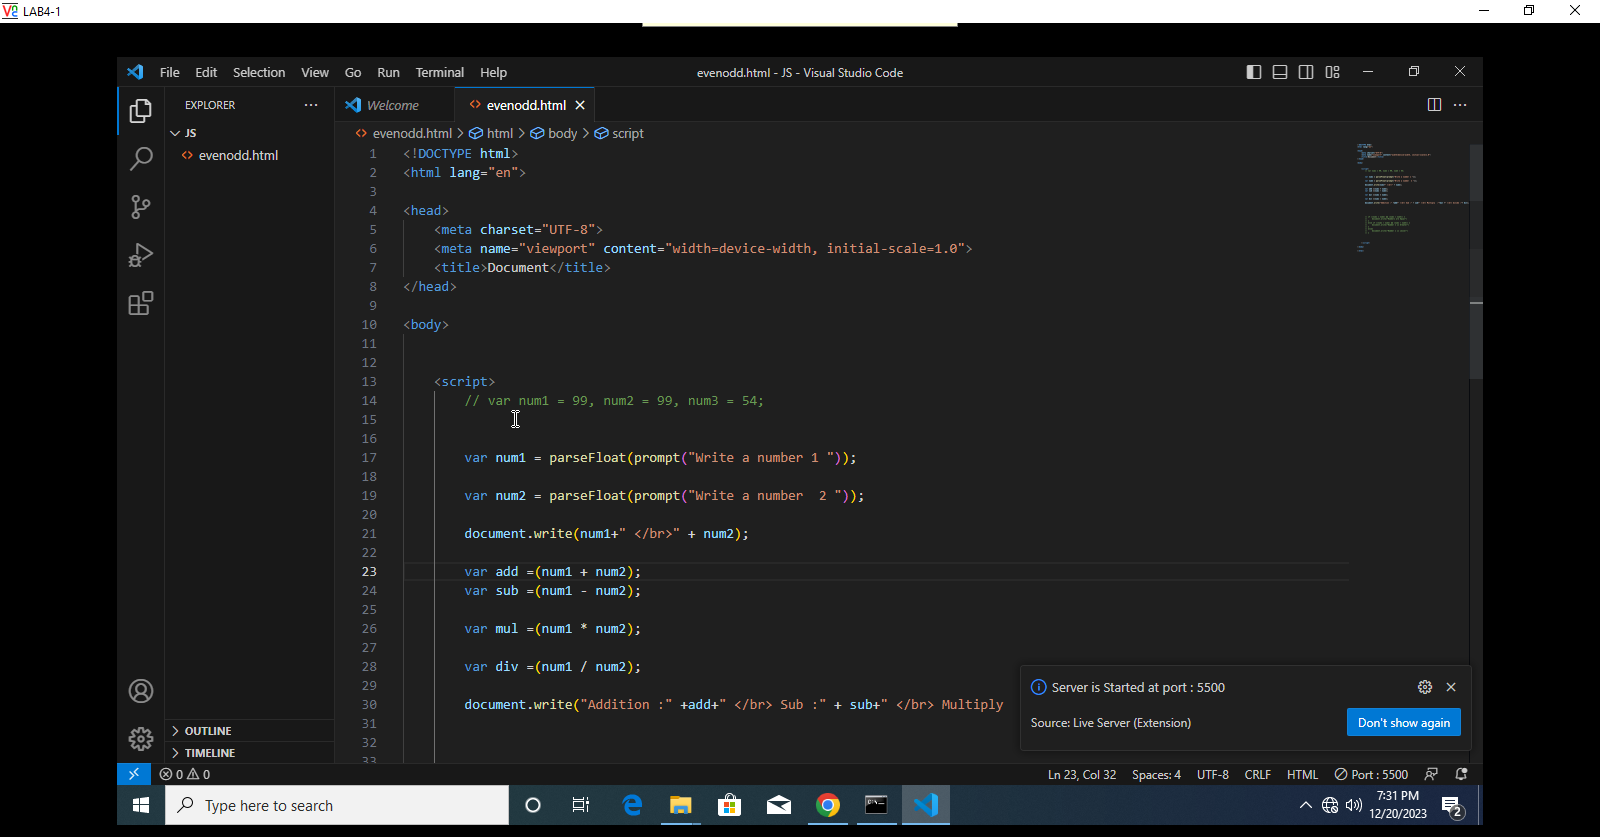 LAB4-1
File Edit Selection View Go Run Terminal Help
evenodd.html - JS - Visual Studio Code
EXPLORER
JS
evenodd.html
OUTLINE
TIMELINE
Welcome
evenodd.html
evenodd.html > html > body > script
1 <!DOCTYPE html>
2 <html lang="en">
3
4 <head>
5 <meta charset="UTF-8">
6 <meta name="viewport" content="width=device-width, initial-scale=1.0">
7 <title>Document</title>
8 </head>
9
10 <body>
11
12
13 <script>
14 // var num1 = 99, num2 = 99, num3 = 54;
15
16
17 var num1 = parseFloat(prompt("Write a number 1 "));
18
19 var num2 = parseFloat(prompt("Write a number  2 "));
20
21 document.write(num1+" </br>" + num2);
22
23 var add =(num1 + num2);
24 var sub =(num1 - num2);
25
26 var mul =(num1 * num2);
27
28 var div =(num1 / num2);
29
30 document.write("Addition :" +add+" </br> Sub :" + sub+" </br> Multiply
31
32
33
Server is Started at port : 5500
Source: Live Server (Extension)
Don't show again
0 0
Ln 23, Col 32 Spaces: 4 UTF-8 CRLF HTML Port : 5500
Type here to search
7:31 PM
12/20/2023
2